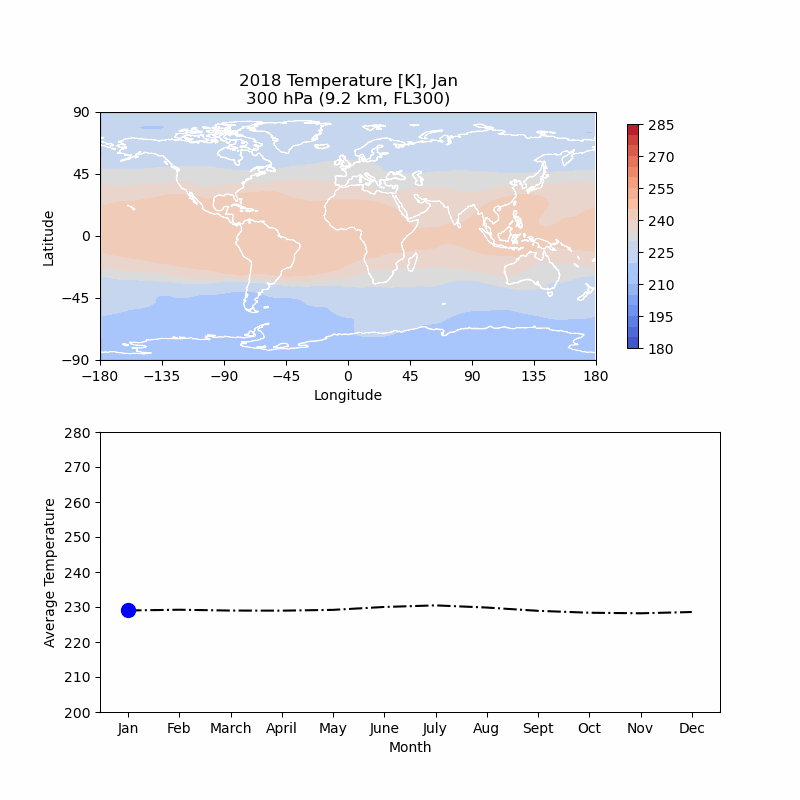 2018 Temperature [K], Jan
300 hPa (9.2 km, FL300)
90
45
0
−45
−90
Latitude
−180 −135 −90 −45 0 45 90 135 180
Longitude
285
270
255
240
225
210
195
180
280
270
260
250
240
230
220
210
200
Average Temperature
Jan Feb March April May June July Aug Sept Oct Nov Dec
Month